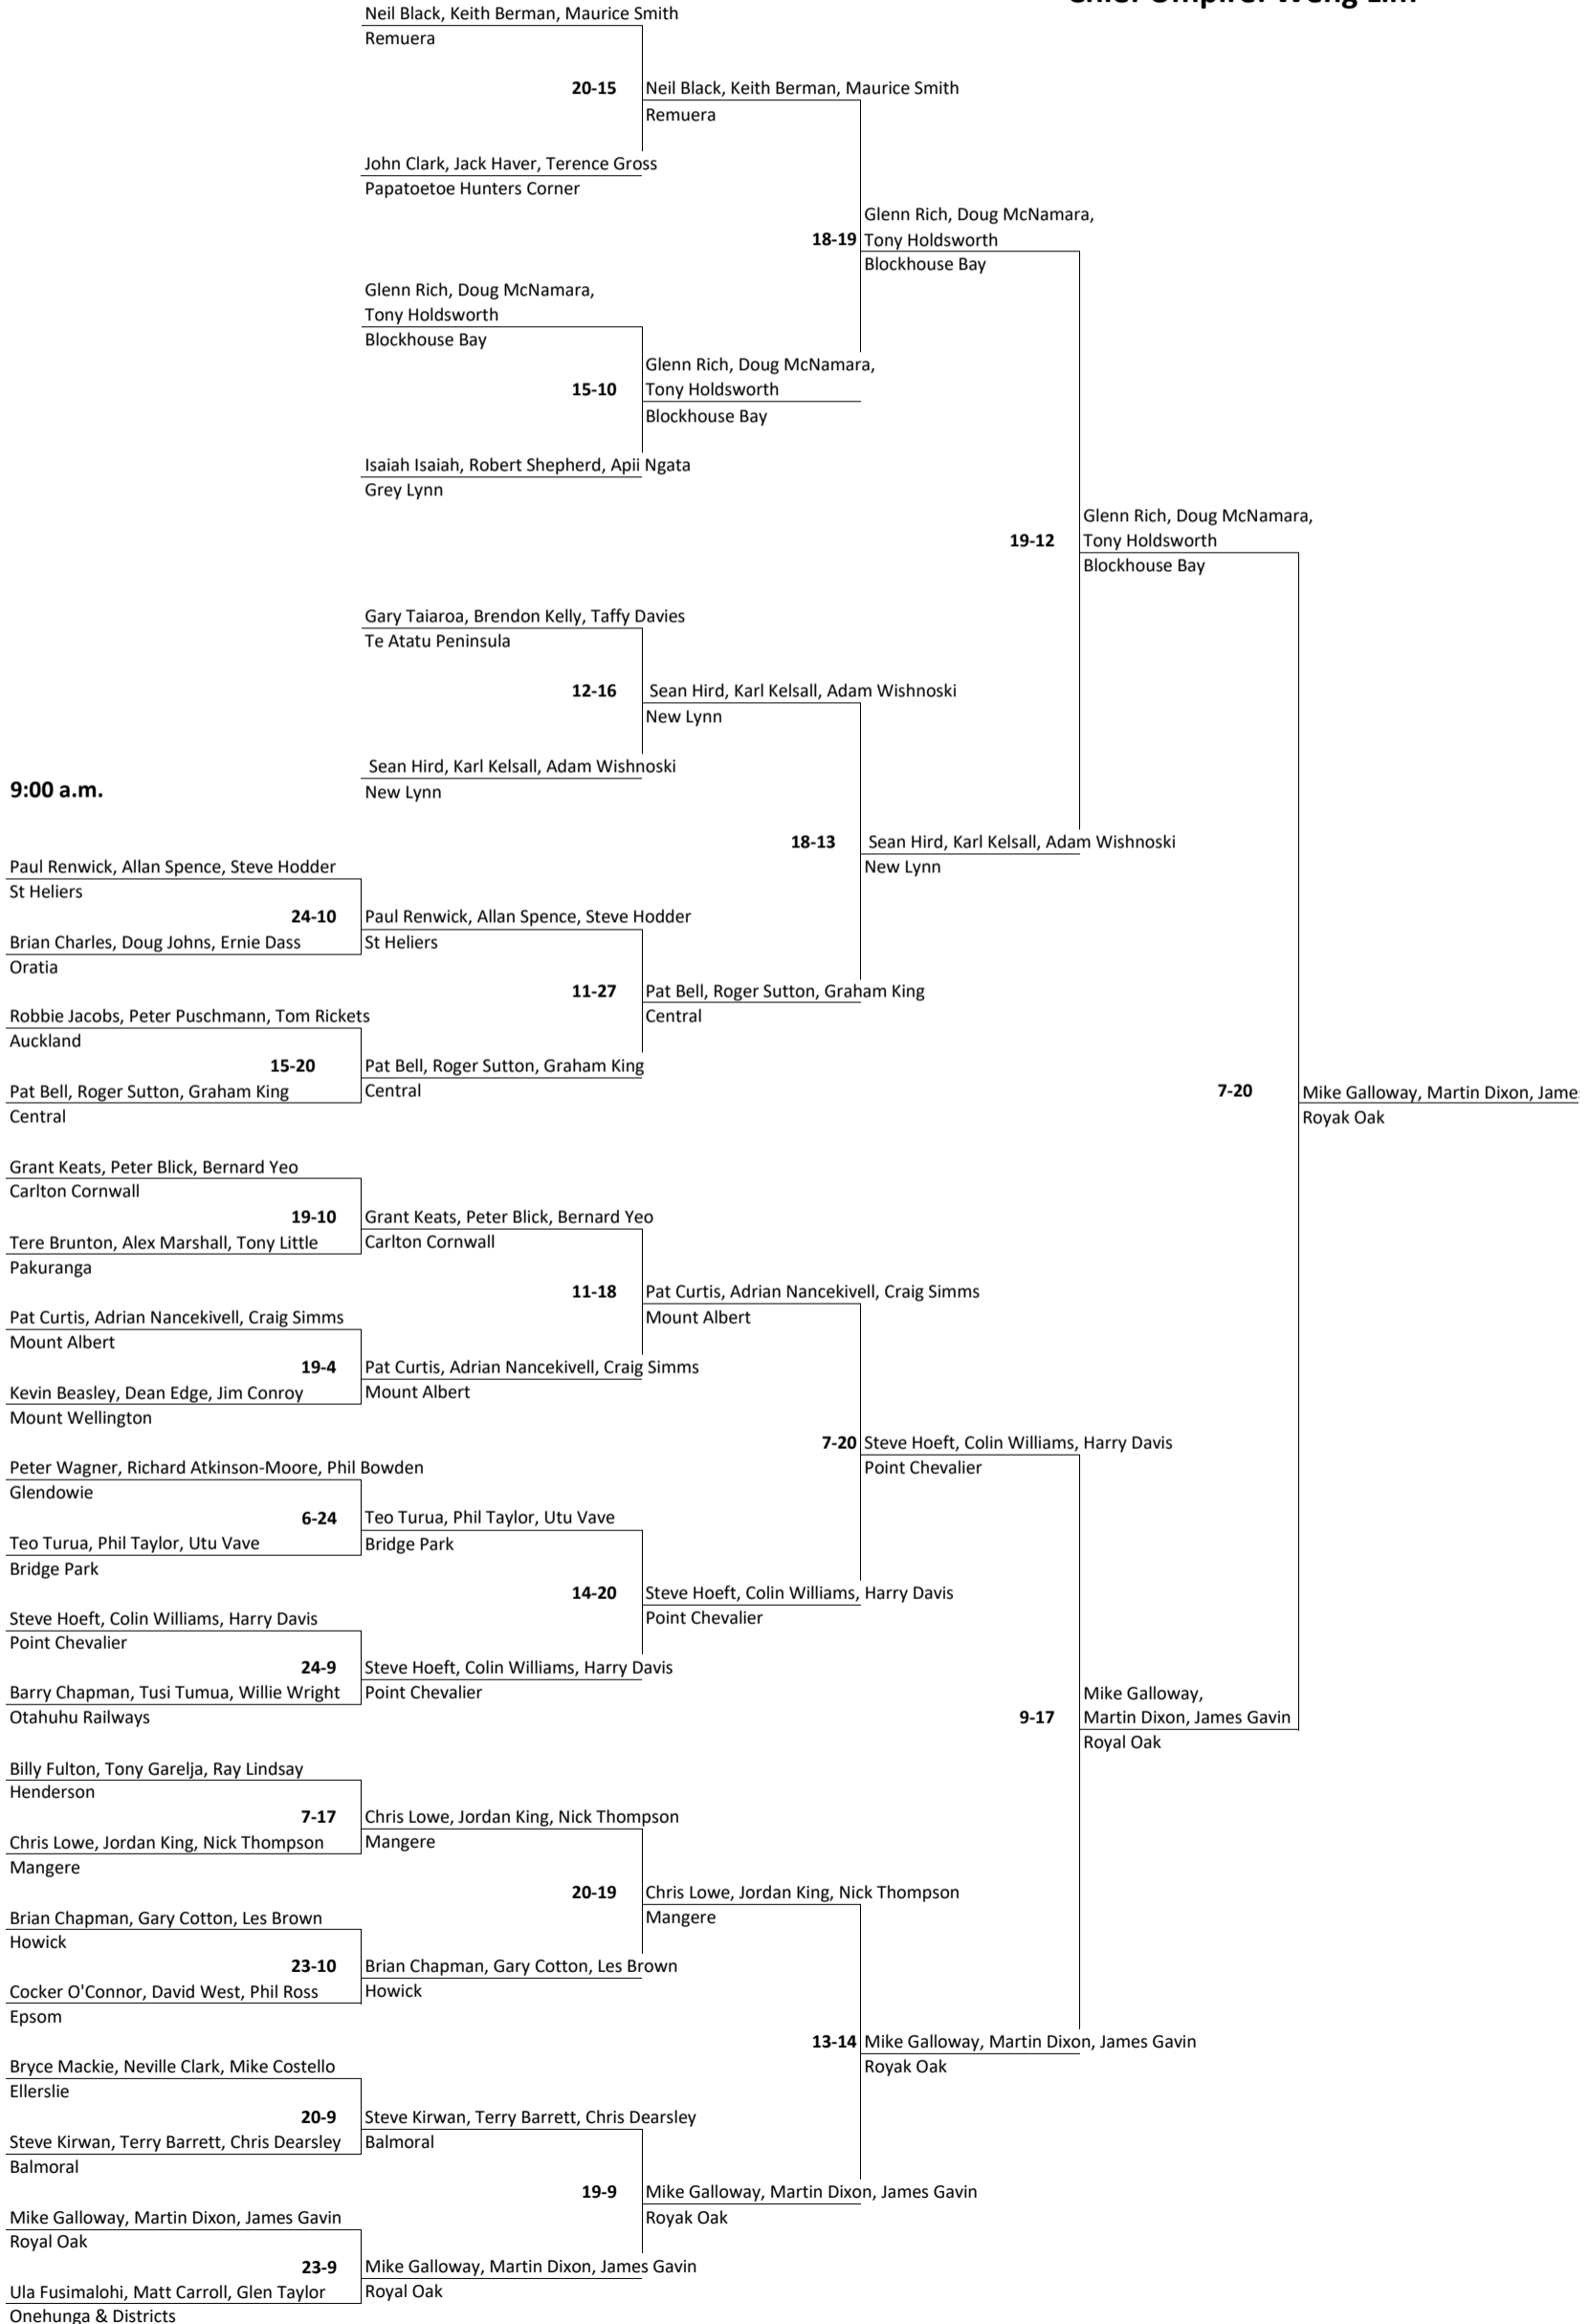 Chief Umpire: Weng Lim
Neil Black, Keith Berman, Maurice Smith
Remuera
20-15
Neil Black, Keith Berman, Maurice Smith
Remuera
John Clark, Jack Haver, Terence Gross
Papatoetoe Hunters Corner
Glenn Rich, Doug McNamara,
18-19
Tony Holdsworth
Blockhouse Bay
Glenn Rich, Doug McNamara,
Tony Holdsworth
Blockhouse Bay
Glenn Rich, Doug McNamara,
15-10
Tony Holdsworth
Blockhouse Bay
Isaiah Isaiah, Robert Shepherd, Apii Ngata
Grey Lynn
Glenn Rich, Doug McNamara,
19-12
Tony Holdsworth
Blockhouse Bay
Gary Taiaroa, Brendon Kelly, Taffy Davies
Te Atatu Peninsula
12-16
Sean Hird, Karl Kelsall, Adam Wishnoski
New Lynn
Sean Hird, Karl Kelsall, Adam Wishnoski
9:00 a.m.
New Lynn
18-13
Sean Hird, Karl Kelsall, Adam Wishnoski
New Lynn
Paul Renwick, Allan Spence, Steve Hodder
St Heliers
24-10
Paul Renwick, Allan Spence, Steve Hodder
St Heliers
Brian Charles, Doug Johns, Ernie Dass
Oratia
11-27
Pat Bell, Roger Sutton, Graham King
Central
Robbie Jacobs, Peter Puschmann, Tom Rickets
Auckland
15-20
Pat Bell, Roger Sutton, Graham King
Central
Pat Bell, Roger Sutton, Graham King
Central
7-20
Mike Galloway, Martin Dixon, Jame
Royak Oak
Grant Keats, Peter Blick, Bernard Yeo
Carlton Cornwall
19-10
Grant Keats, Peter Blick, Bernard Yeo
Carlton Cornwall
Tere Brunton, Alex Marshall, Tony Little
Pakuranga
11-18
Pat Curtis, Adrian Nancekivell, Craig Simms
Mount Albert
Pat Curtis, Adrian Nancekivell, Craig Simms
Mount Albert
19-4
Pat Curtis, Adrian Nancekivell, Craig Simms
Mount Albert
Kevin Beasley, Dean Edge, Jim Conroy
Mount Wellington
7-20
Steve Hoeft, Colin Williams, Harry Davis
Point Chevalier
Peter Wagner, Richard Atkinson-Moore, Phil Bowden
Glendowie
6-24
Teo Turua, Phil Taylor, Utu Vave
Bridge Park
Teo Turua, Phil Taylor, Utu Vave
Bridge Park
14-20
Steve Hoeft, Colin Williams, Harry Davis
Point Chevalier
Steve Hoeft, Colin Williams, Harry Davis
Point Chevalier
24-9
Steve Hoeft, Colin Williams, Harry Davis
Point Chevalier
Barry Chapman, Tusi Tumua, Willie Wright
Otahuhu Railways
Mike Galloway,
9-17
Martin Dixon, James Gavin
Royal Oak
Billy Fulton, Tony Garelja, Ray Lindsay
Henderson
7-17
Chris Lowe, Jordan King, Nick Thompson
Mangere
Chris Lowe, Jordan King, Nick Thompson
Mangere
20-19
Chris Lowe, Jordan King, Nick Thompson
Mangere
Brian Chapman, Gary Cotton, Les Brown
Howick
23-10
Brian Chapman, Gary Cotton, Les Brown
Howick
Cocker O'Connor, David West, Phil Ross
Epsom
13-14
Mike Galloway, Martin Dixon, James Gavin
Royak Oak
Bryce Mackie, Neville Clark, Mike Costello
Ellerslie
20-9
Steve Kirwan, Terry Barrett, Chris Dearsley
Balmoral
Steve Kirwan, Terry Barrett, Chris Dearsley
Balmoral
19-9
Mike Galloway, Martin Dixon, James Gavin
Royak Oak
Mike Galloway, Martin Dixon, James Gavin
Royal Oak
23-9
Mike Galloway, Martin Dixon, James Gavin
Royal Oak
Ula Fusimalohi, Matt Carroll, Glen Taylor
Onehunga & Districts